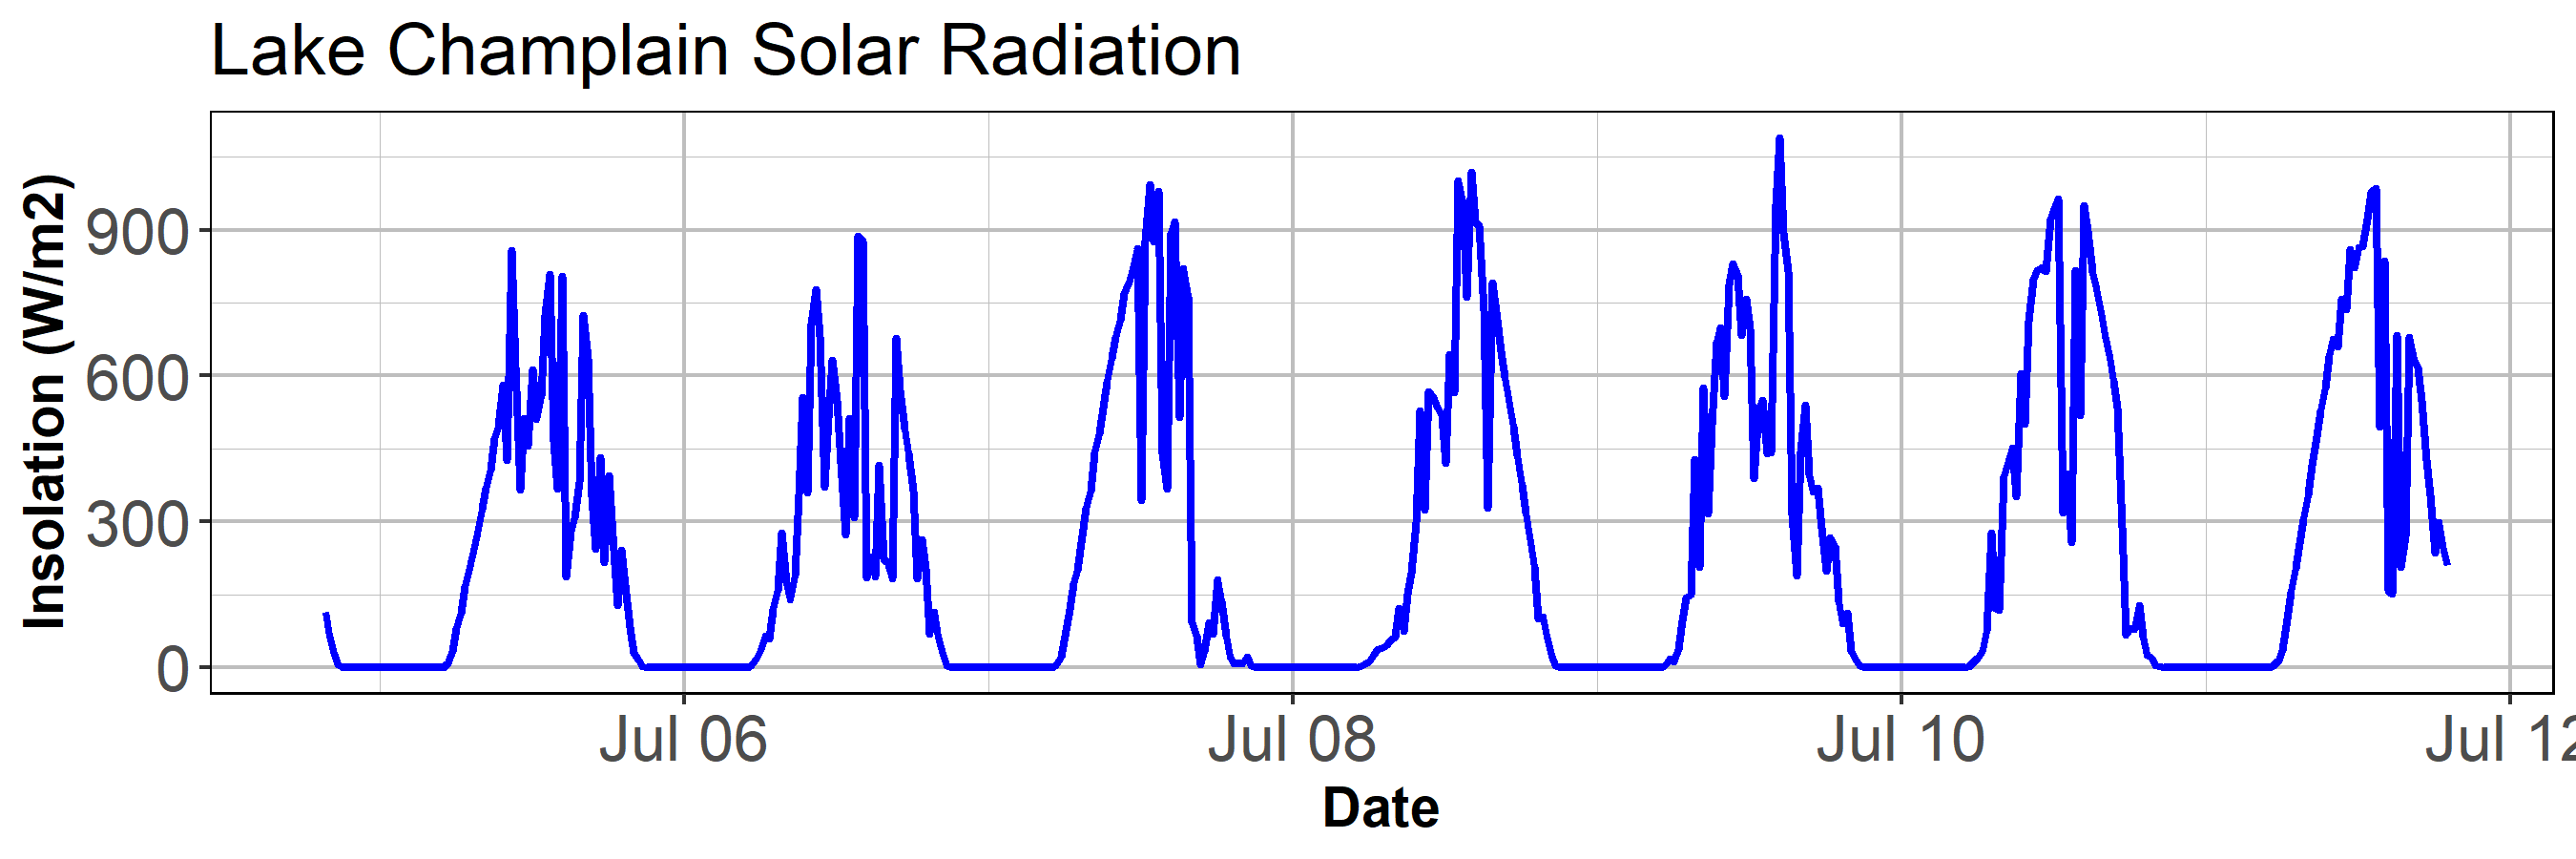 Lake Champlain Solar Radiation
Insolation (W/m2)
900
600
300
0
Jul 06
Jul 08
Jul 10
Jul 12
Date